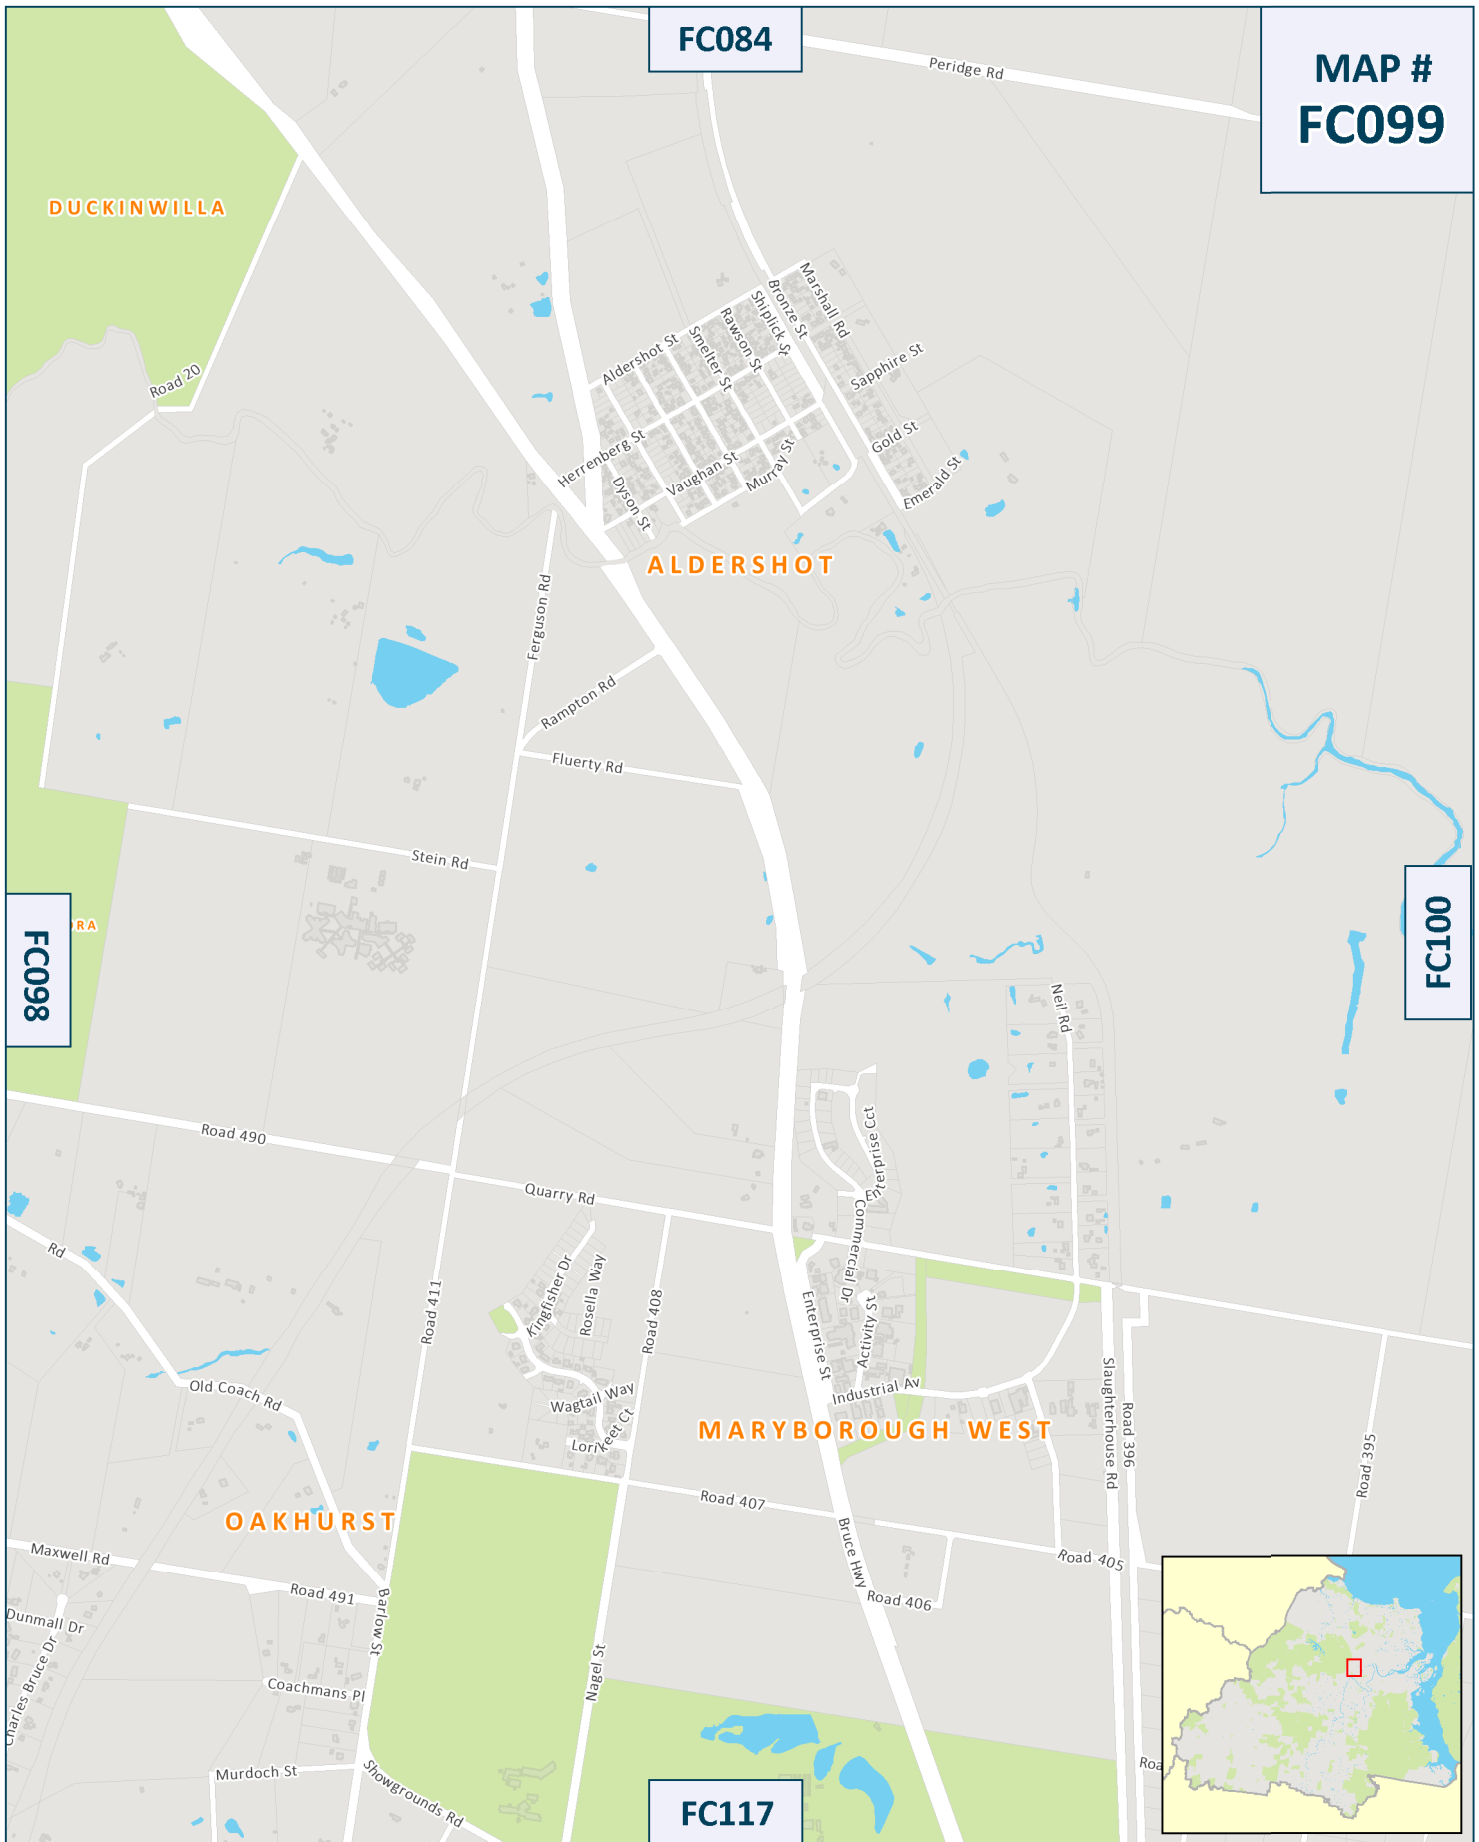 FC084
MAP #
FC099
Peridge Rd
DUCKINWILLA
Marshall Rd
Bronze St
Shiplick St
Rawson St
Smelter St
Aldershot St
Sapphire St
Road 20
Herrenberg St
Gold St
Vaughan St
Murray St
Emerald St
Dyson St
ALDERSHOT
Ferguson Rd
Rampton Rd
Fluerty Rd
Stein Rd
FC098
ORA
FC100
Neil Rd
Road 490
Enterprise Cct
En
Quarry Rd
Commercial Dr
Rd
Kingfisher Dr
Rosella Way
Road 411
Road 408
Enterprise St
Activity St
Old Coach Rd
Wagtail Way
Industrial Av
Lorikeet Ct
MARYBOROUGH WEST
Slaughterhouse Rd
Road 396
Road 395
Road 407
OAKHURST
Bruce Hwy
Maxwell Rd
Road 405
Road 491
Road 406
Barlow St
Dunmall Dr
Charles Bruce Dr
Nagel St
Coachmans Pl
Murdoch St
Showgrounds Rd
Roa
FC117